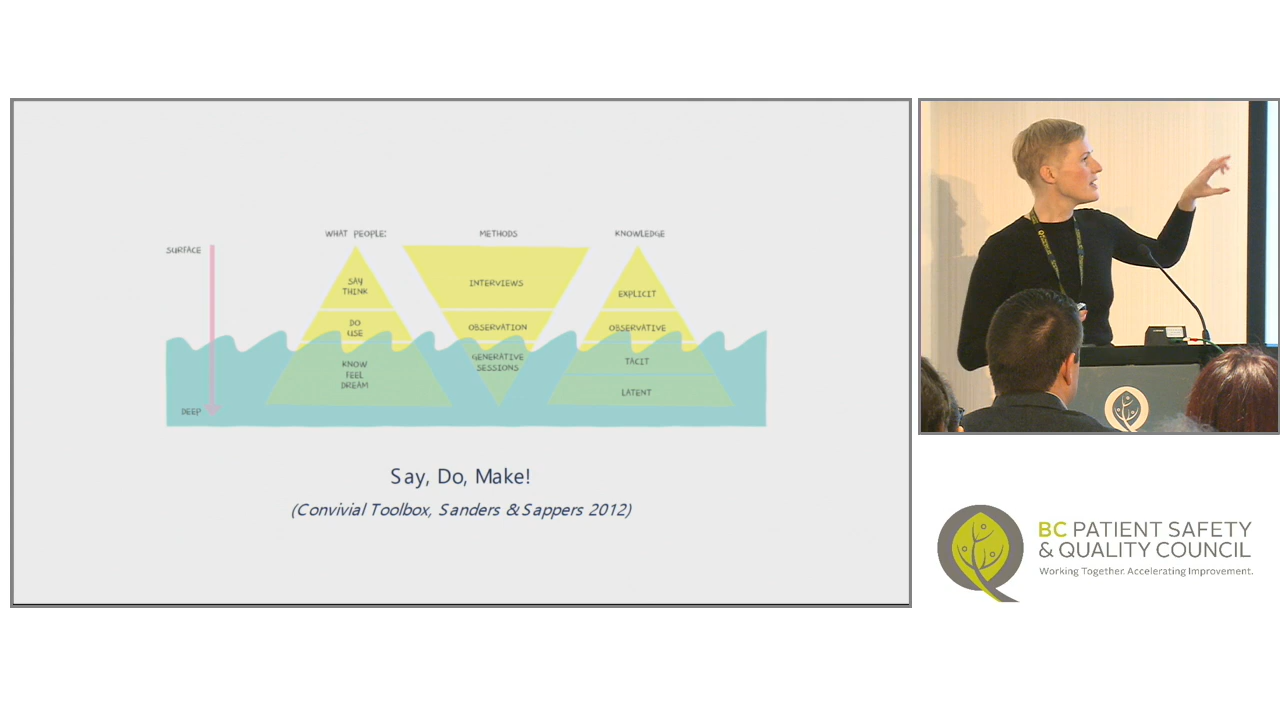 SURFACE
DEEP
WHAT PEOPLE:
SAY
THINK
DO
USE
KNOW
FEEL
DREAM
METHODS
INTERVIEWS
OBSERVATION
GENERATIVE
SESSIONS
KNOWLEDGE
EXPLICIT
OBSERVATIVE
TACIT
LATENT
Say, Do, Make!
(Convivial Toolbox, Sanders & Sappers 2012)
BC PATIENT SAFETY
& QUALITY COUNCIL
Working Together. Accelerating Improvement.